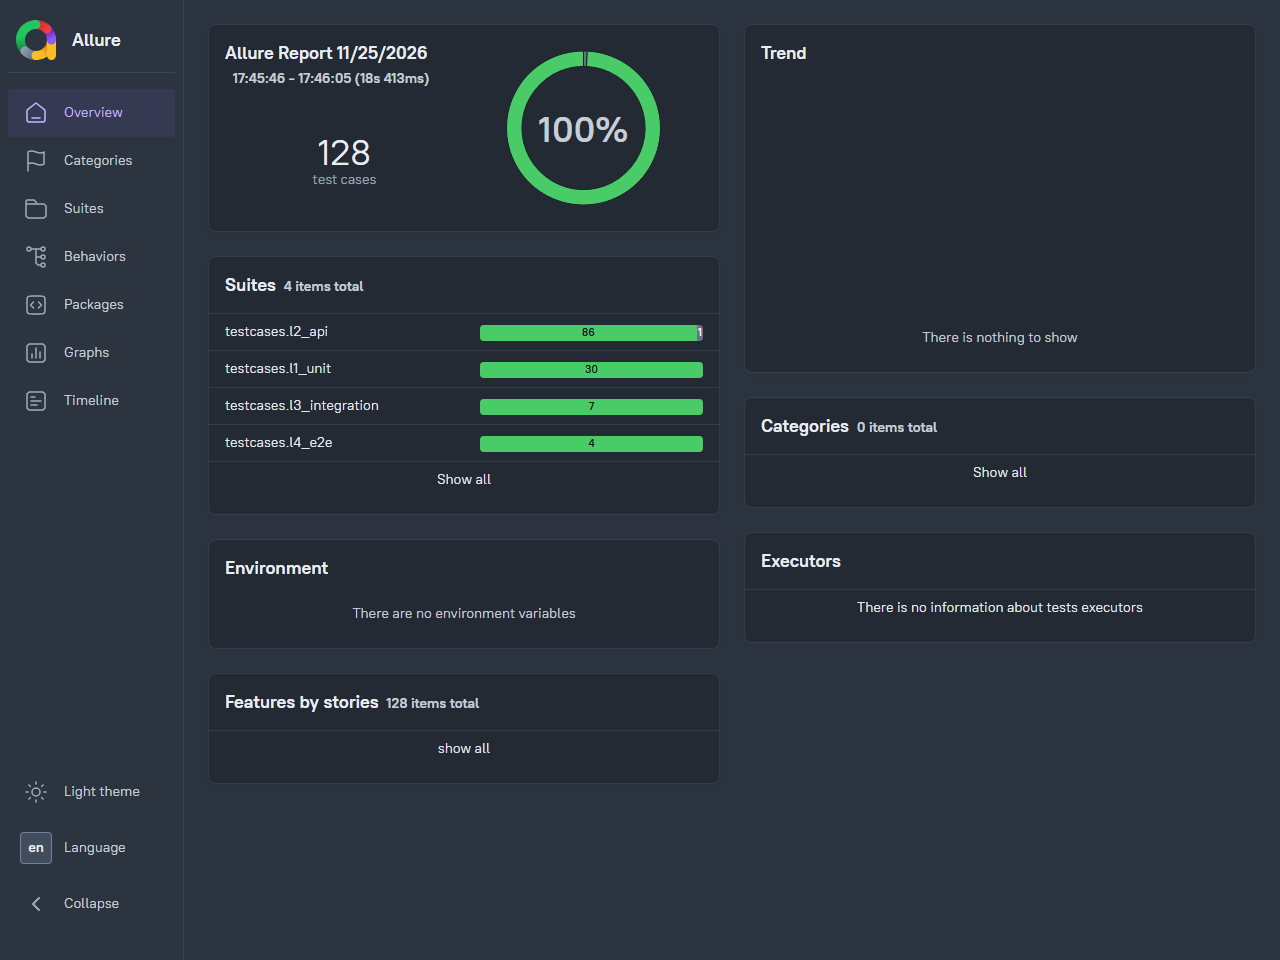 Allure
Overview
Categories
Suites
Behaviors
Packages
Graphs
Timeline
Light theme
en Language
Collapse
Allure Report 11/25/2026
17:45:46 - 17:46:05 (18s 413ms)
128
test cases
100%
Suites 4 items total
testcases.l2_api 86 1
testcases.l1_unit 30
testcases.l3_integration 7
testcases.l4_e2e 4
Show all
Environment
There are no environment variables
Features by stories 128 items total
show all
Trend
There is nothing to show
Categories 0 items total
Show all
Executors
There is no information about tests executors